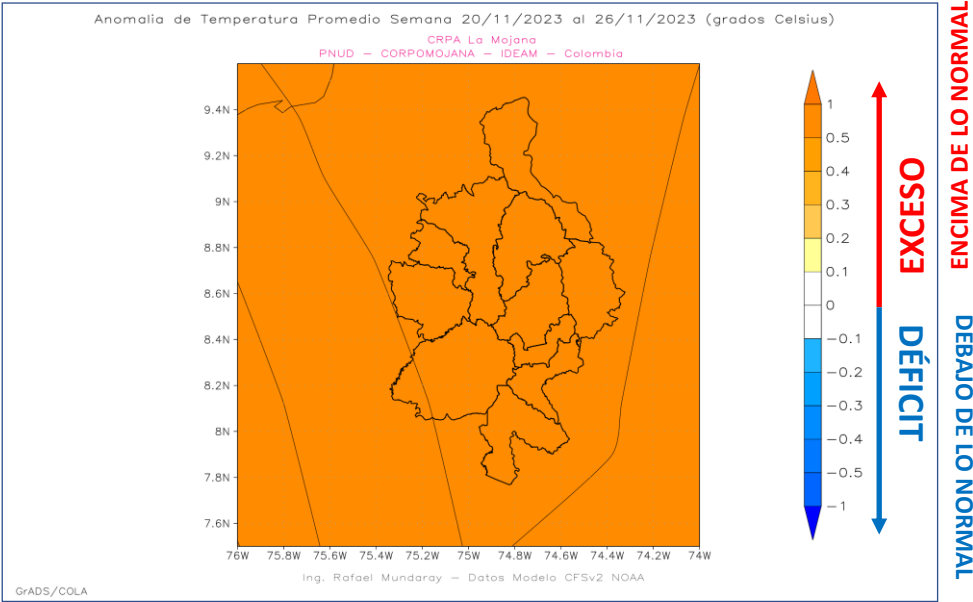 Anomalia de Temperatura Promedio Semana 20/11/2023 al 26/11/2023 (grados Celsius)
CRPA La Mojana
PNUD – CORPOMOJANA – IDEAM – Colombia
9.4N
9.2N
9N
8.8N
8.6N
8.4N
8.2N
8N
7.8N
7.6N
76W 75.8W 75.6W 75.4W 75.2W 75W 74.8W 74.6W 74.4W 74.2W 74W
1
0.5
0.4
0.3
0.2
0.1
0
−0.1
−0.2
−0.3
−0.4
−0.5
−1
EXCESO
DÉFICIT
ENCIMA DE LO NORMAL
DEBAJO DE LO NORMAL
Ing. Rafael Mundaray – Datos Modelo CFSv2 NOAA
GrADS/COLA